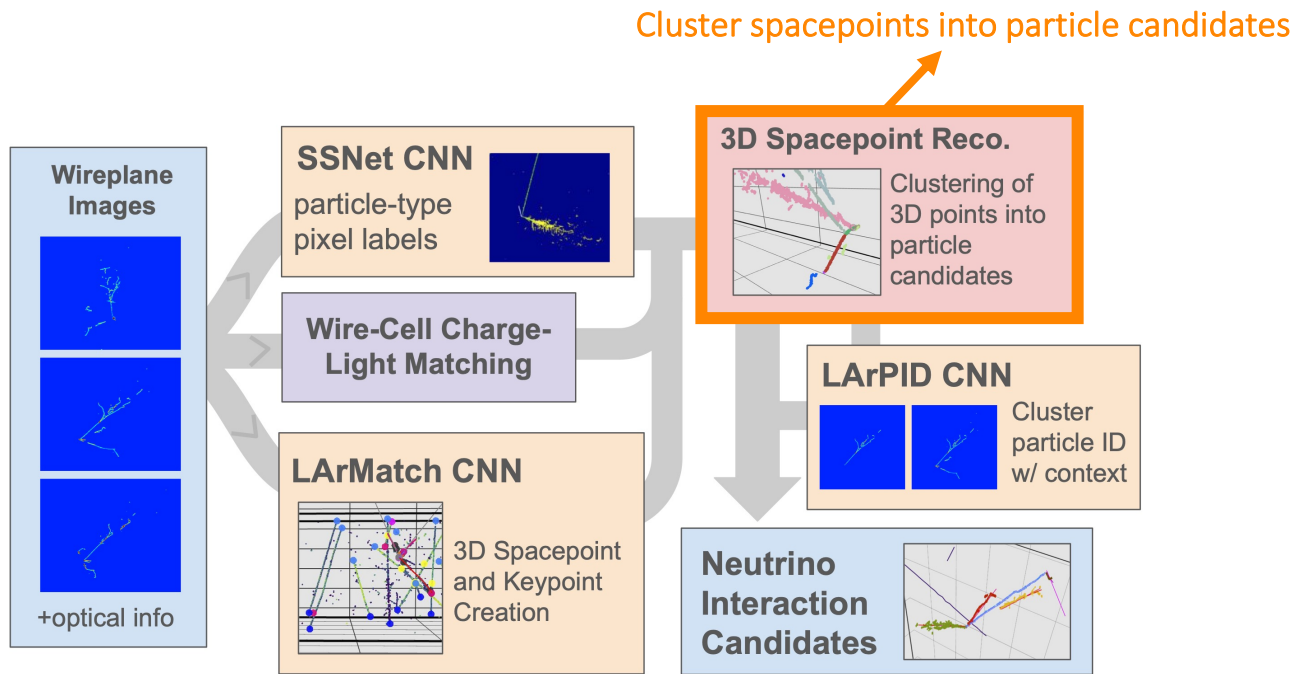 Cluster spacepoints into particle candidates
Wireplane
Images
+optical info
SSNet CNN
particle-type
pixel labels
Wire-Cell Charge-
Light Matching
LArMatch CNN
3D Spacepoint
and Keypoint
Creation
3D Spacepoint Reco.
Clustering of
3D points into
particle
candidates
LArPID CNN
Cluster
particle ID
w/ context
Neutrino
Interaction
Candidates